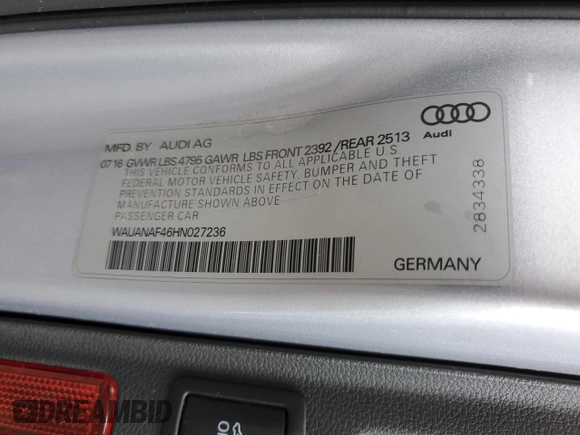 MFD. BY AUDI AG
0716 GVWR LBS 4795 GAWR LBS FRONT 2392 /REAR 2513
THIS VEHICLE CONFORMS TO ALL APPLICABLE U.S.
FEDERAL MOTOR VEHICLE SAFETY, BUMPER AND THEFT
PREVENTION STANDARDS IN EFFECT ON THE DATE OF
MANUFACTURE SHOWN ABOVE
PASSENGER CAR
WAUANAF46HN027236
Audi
2834338
GERMANY
DREAMBID